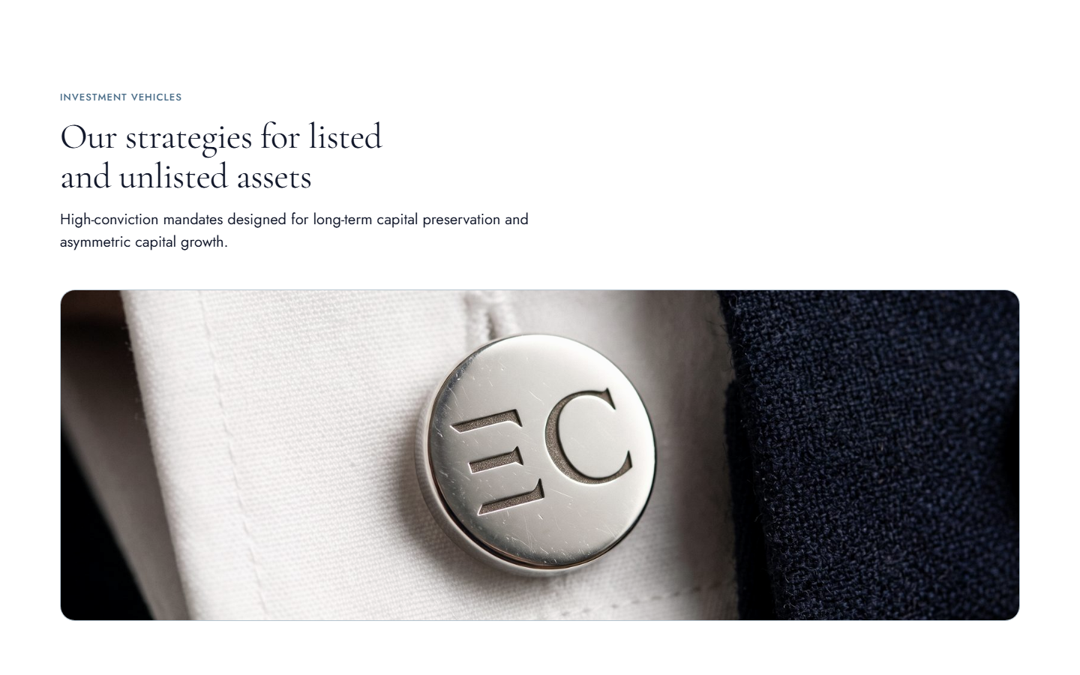 INVESTMENT VEHICLES
Our strategies for listed
and unlisted assets
High-conviction mandates designed for long-term capital preservation and
asymmetric capital growth.
ΞC